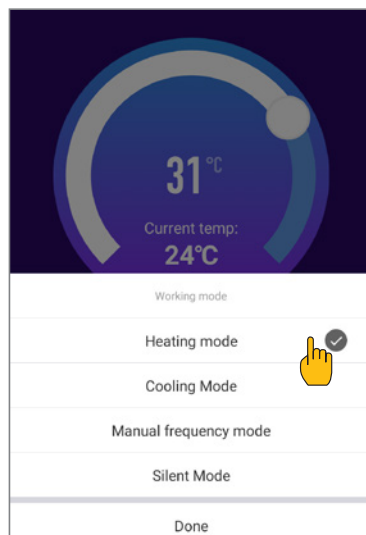 31°C
Current temp:
24°C
Working mode
Heating mode
Cooling Mode
Manual frequency mode
Silent Mode
Done